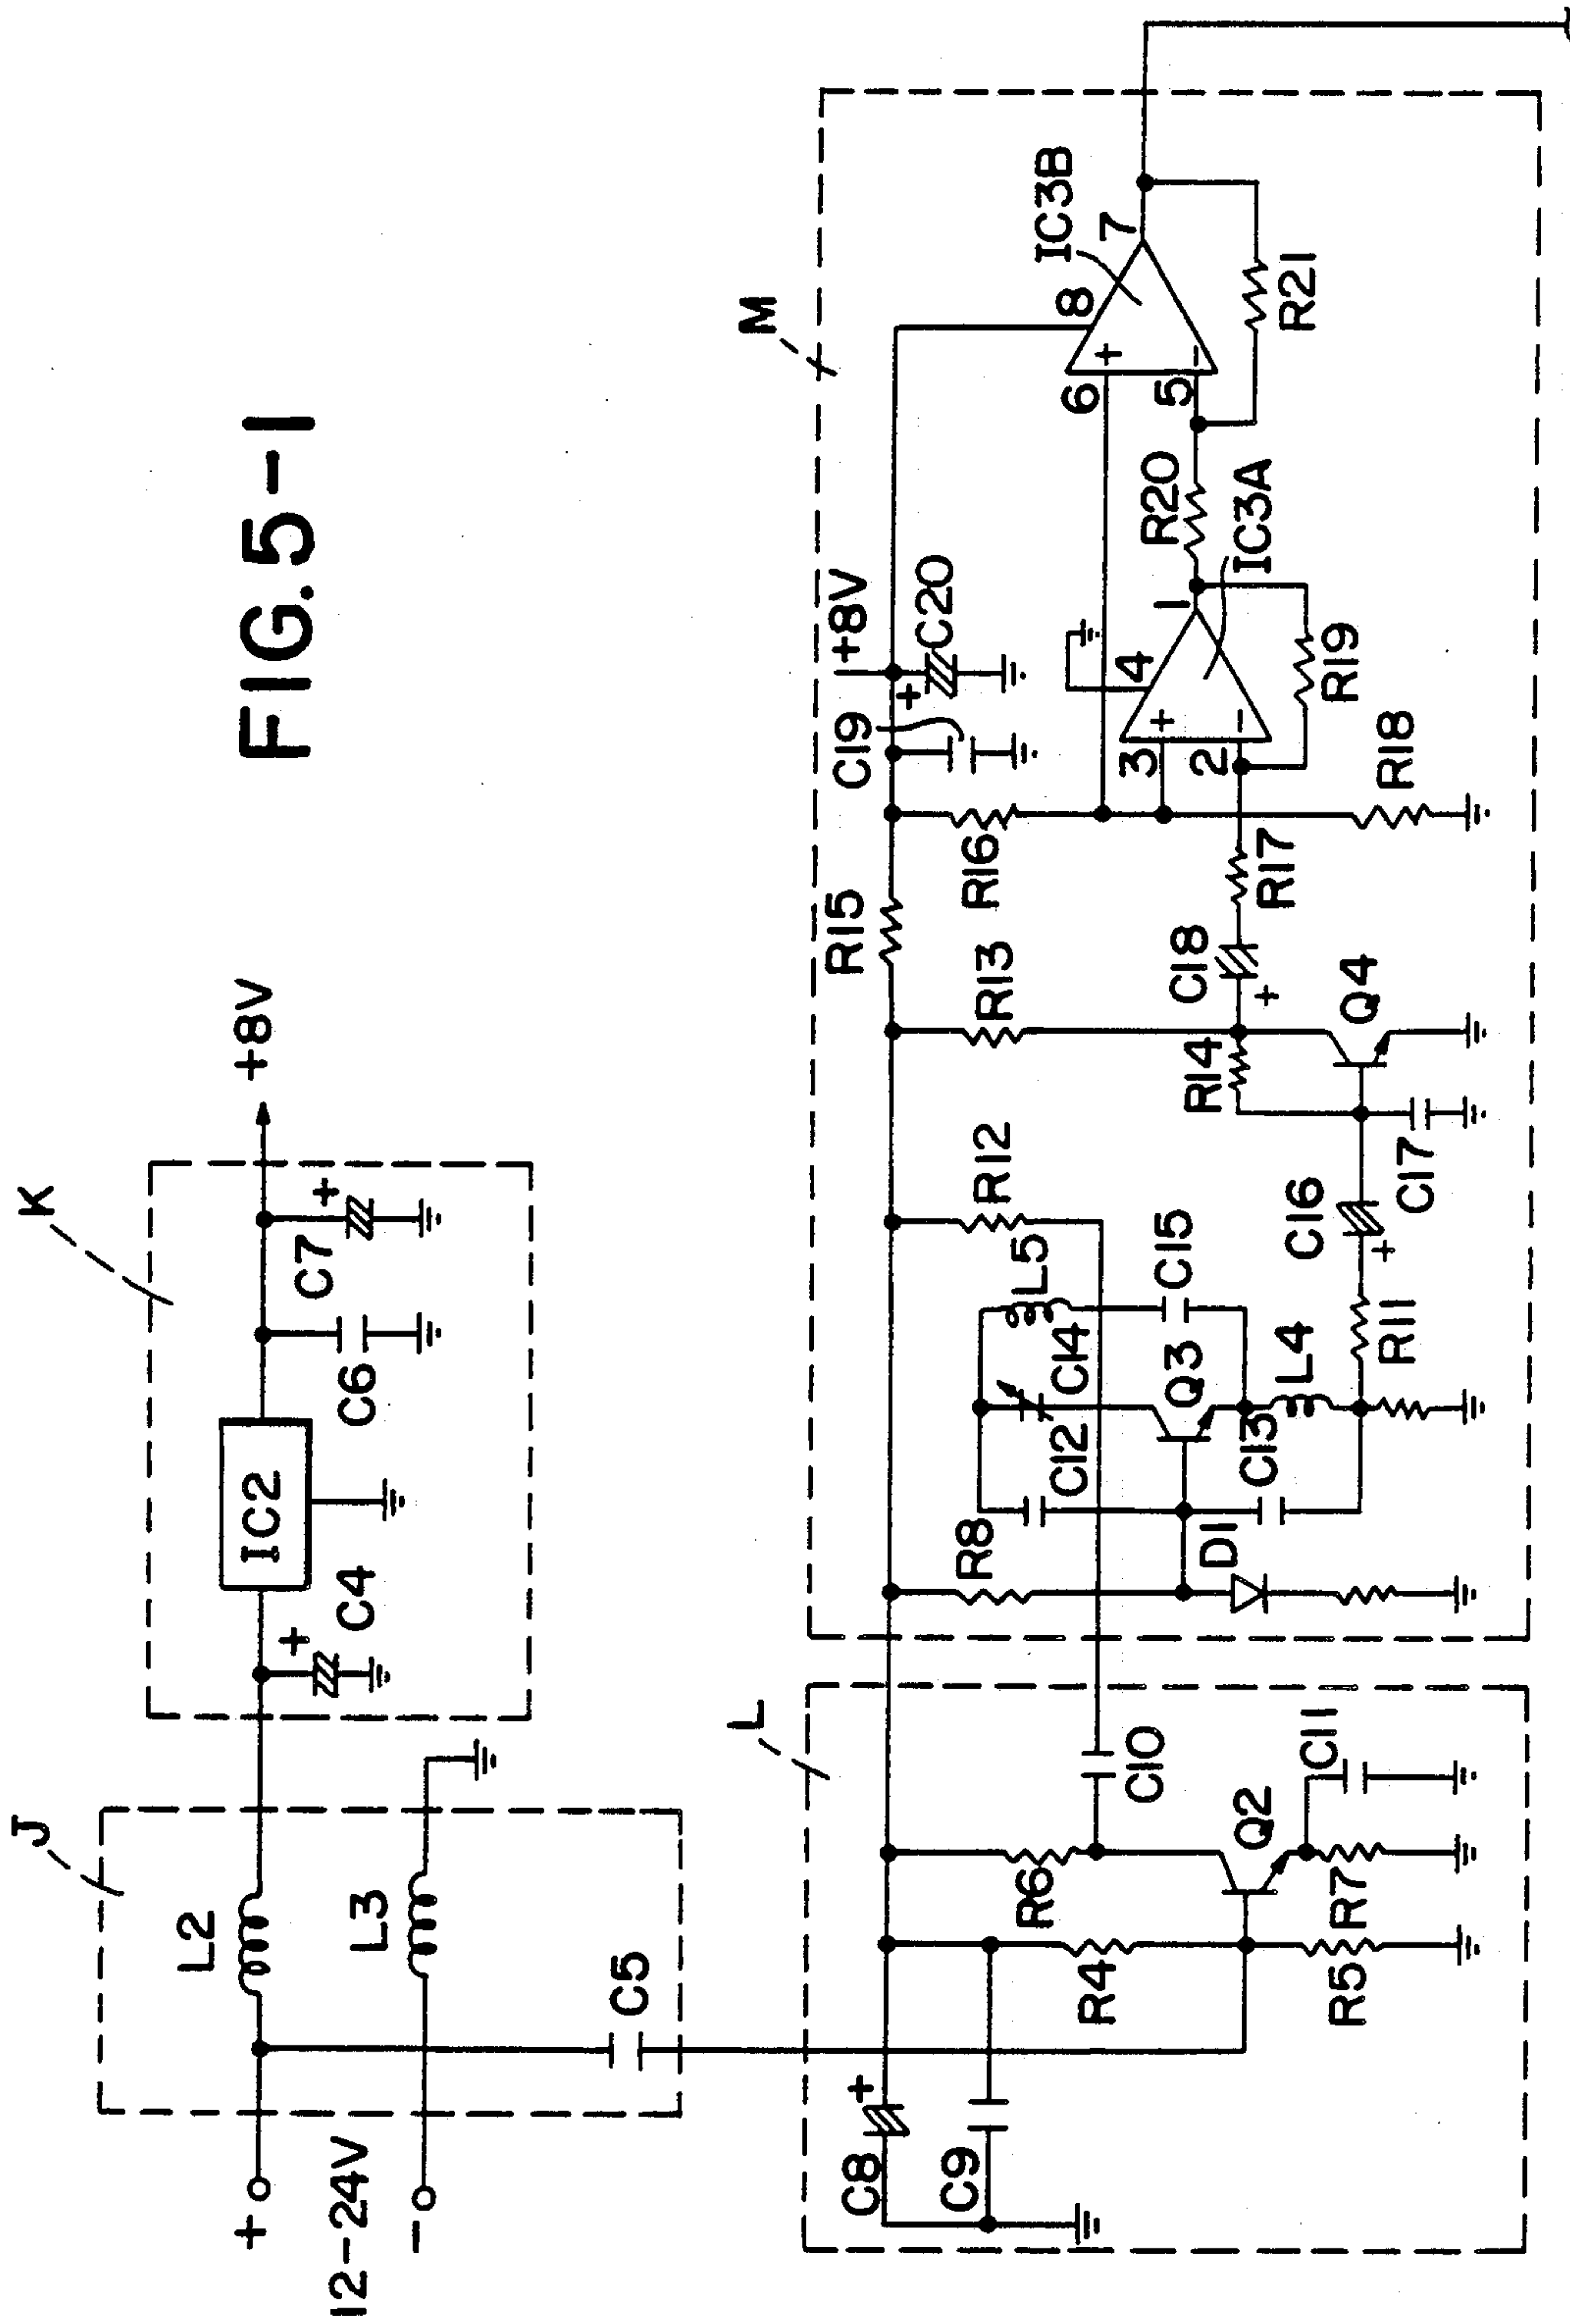 FIG. 5-1
J
L2
L3
C5
+
12-24V
-
K
C4
+
IC2
C6
C7
+
+8V
L
C8
+
C9
R4
R5
R6
R7
Q2
C10
C11
M
R8
D1
C12
C13
C14
Q3
L5
C15
L4
R11
R12
C16
+
C17
R14
R13
Q4
C18
+
R15
R16
R17
R18
C19
+8V
+
C20
3
+
2
-
4
1
R19
IC3A
R20
6
+
5
-
8
7
IC3B
R21